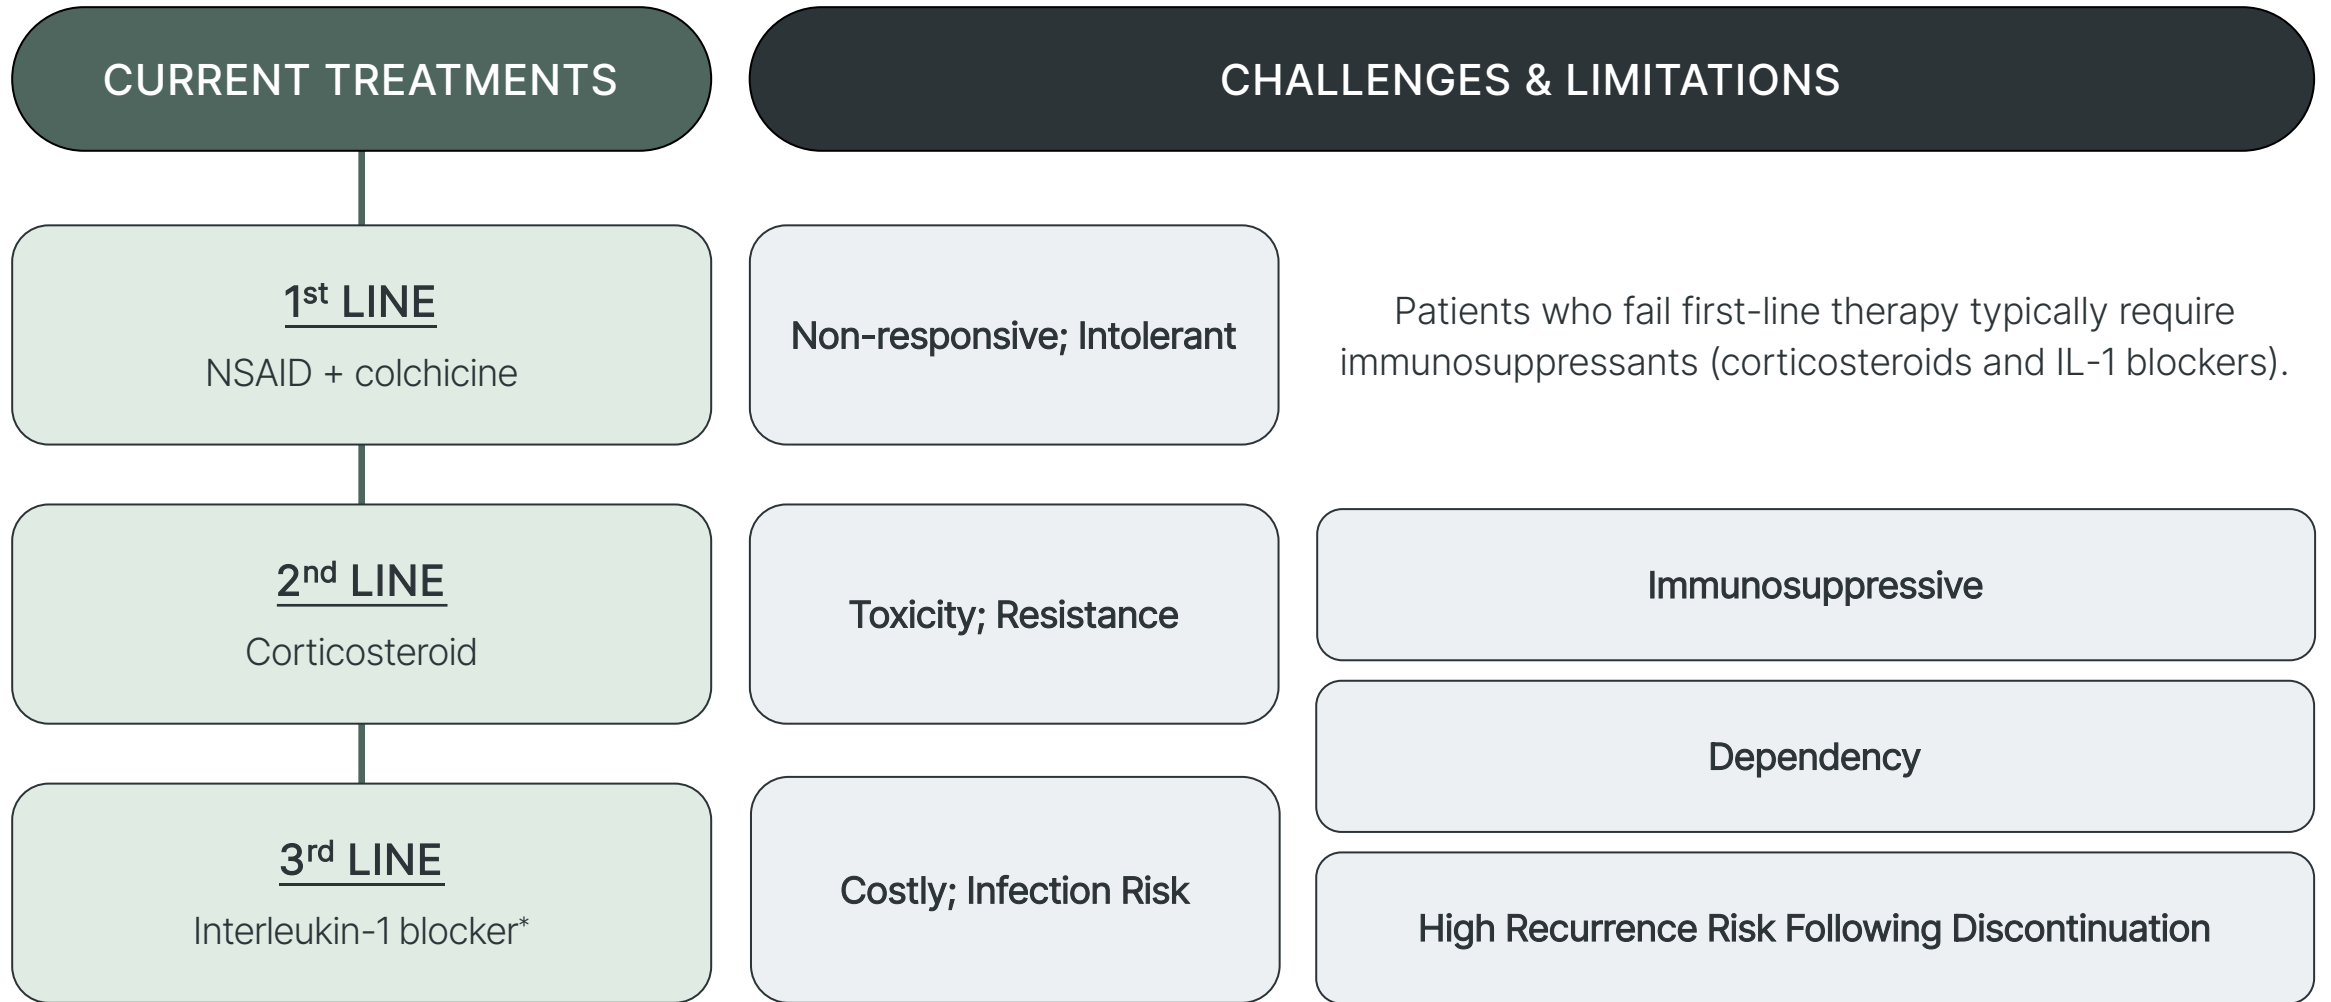 CURRENT TREATMENTS
CHALLENGES & LIMITATIONS
1st LINE
NSAID + colchicine
Non-responsive; Intolerant
Patients who fail first-line therapy typically require
immunosuppressants (corticosteroids and IL-1 blockers).
2nd LINE
Corticosteroid
Toxicity; Resistance
Immunosuppressive
Dependency
3rd LINE
Interleukin-1 blocker*
Costly; Infection Risk
High Recurrence Risk Following Discontinuation